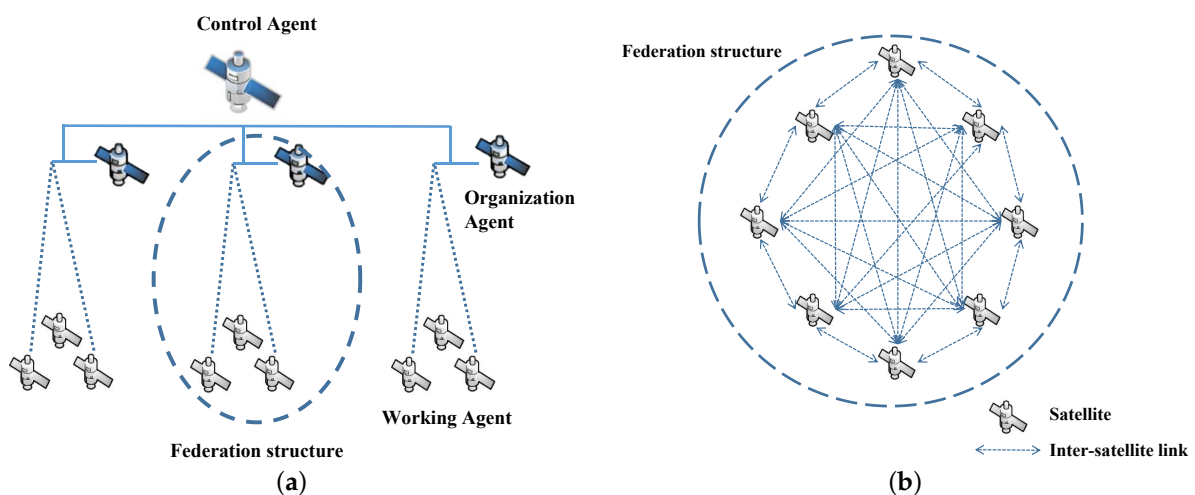 Control Agent
Organization
Agent
Working Agent
Federation structure
(a)
Federation structure
Satellite
Inter-satellite link
(b)